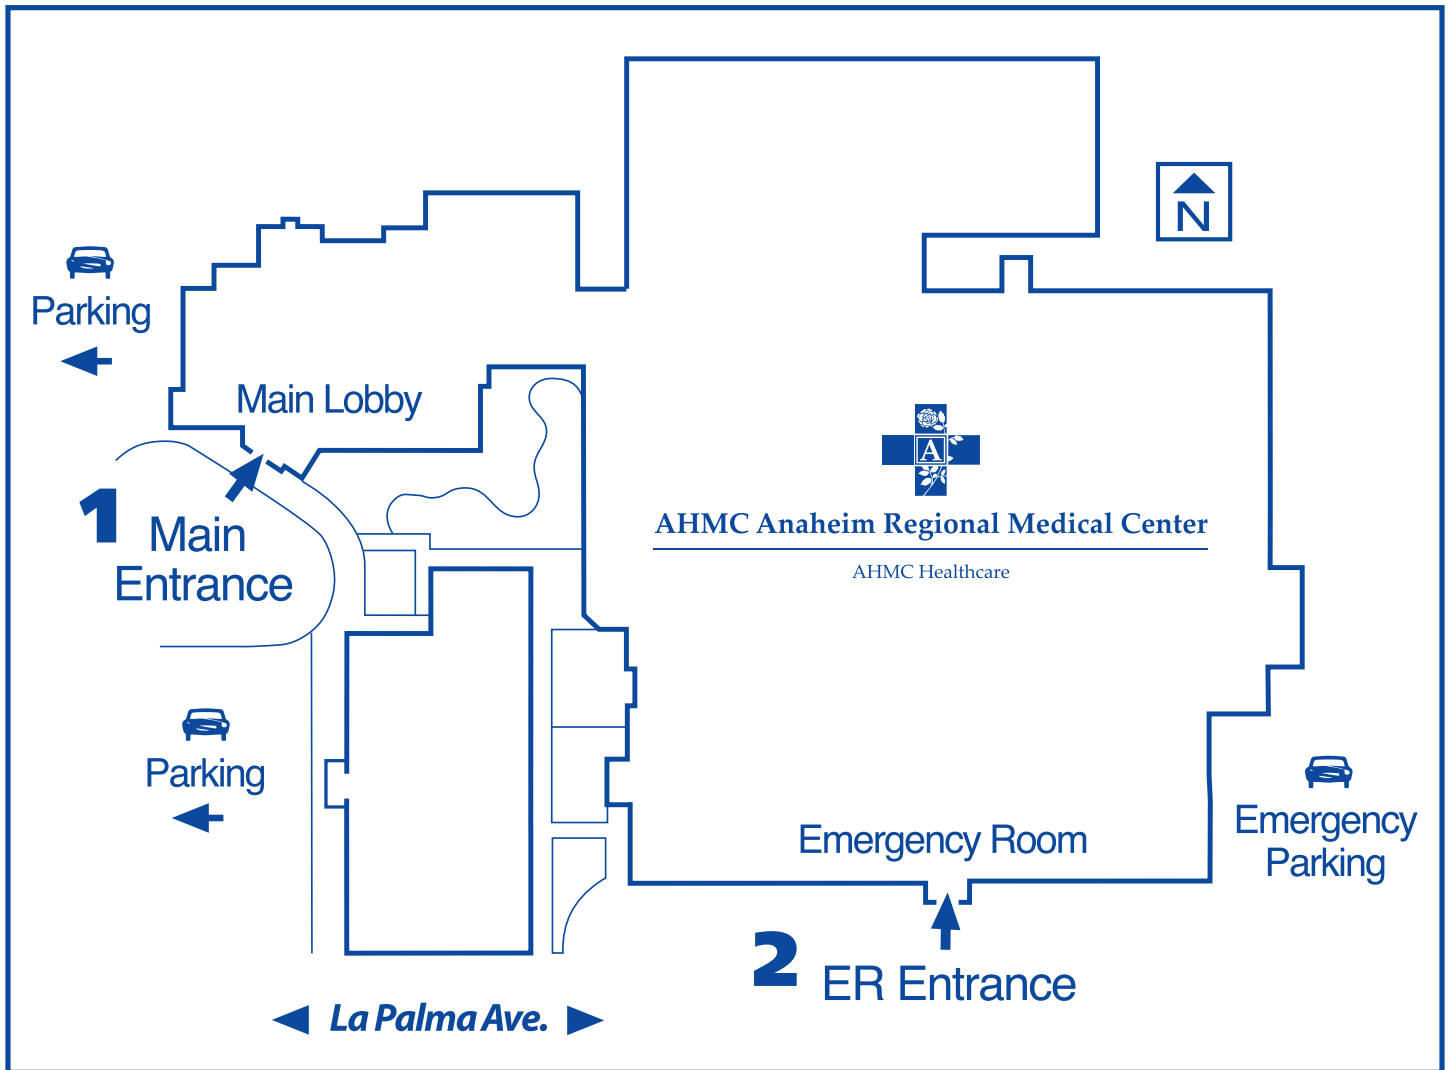 N
Parking
Main Lobby
A
1
Main
Entrance
AHMC Anaheim Regional Medical Center
AHMC Healthcare
Parking
Emergency
Parking
Emergency Room
2
ER Entrance
La Palma Ave.